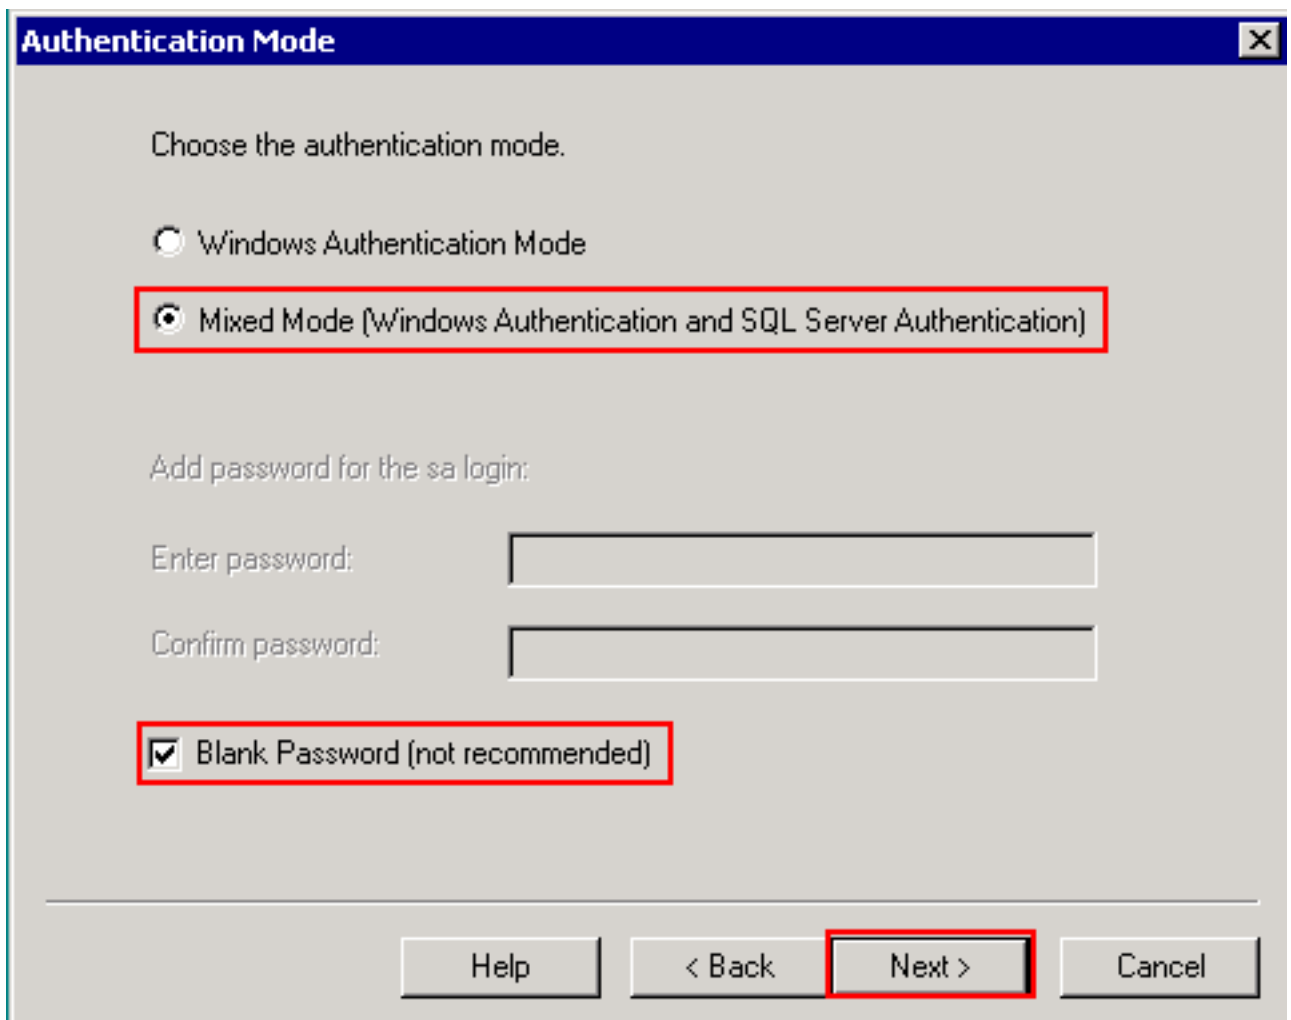 Authentication Mode
Choose the authentication mode.
Windows Authentication Mode
Mixed Mode (Windows Authentication and SQL Server Authentication)
Add password for the sa login:
Enter password:
Confirm password:
Blank Password (not recommended)
Help
< Back
Next >
Cancel